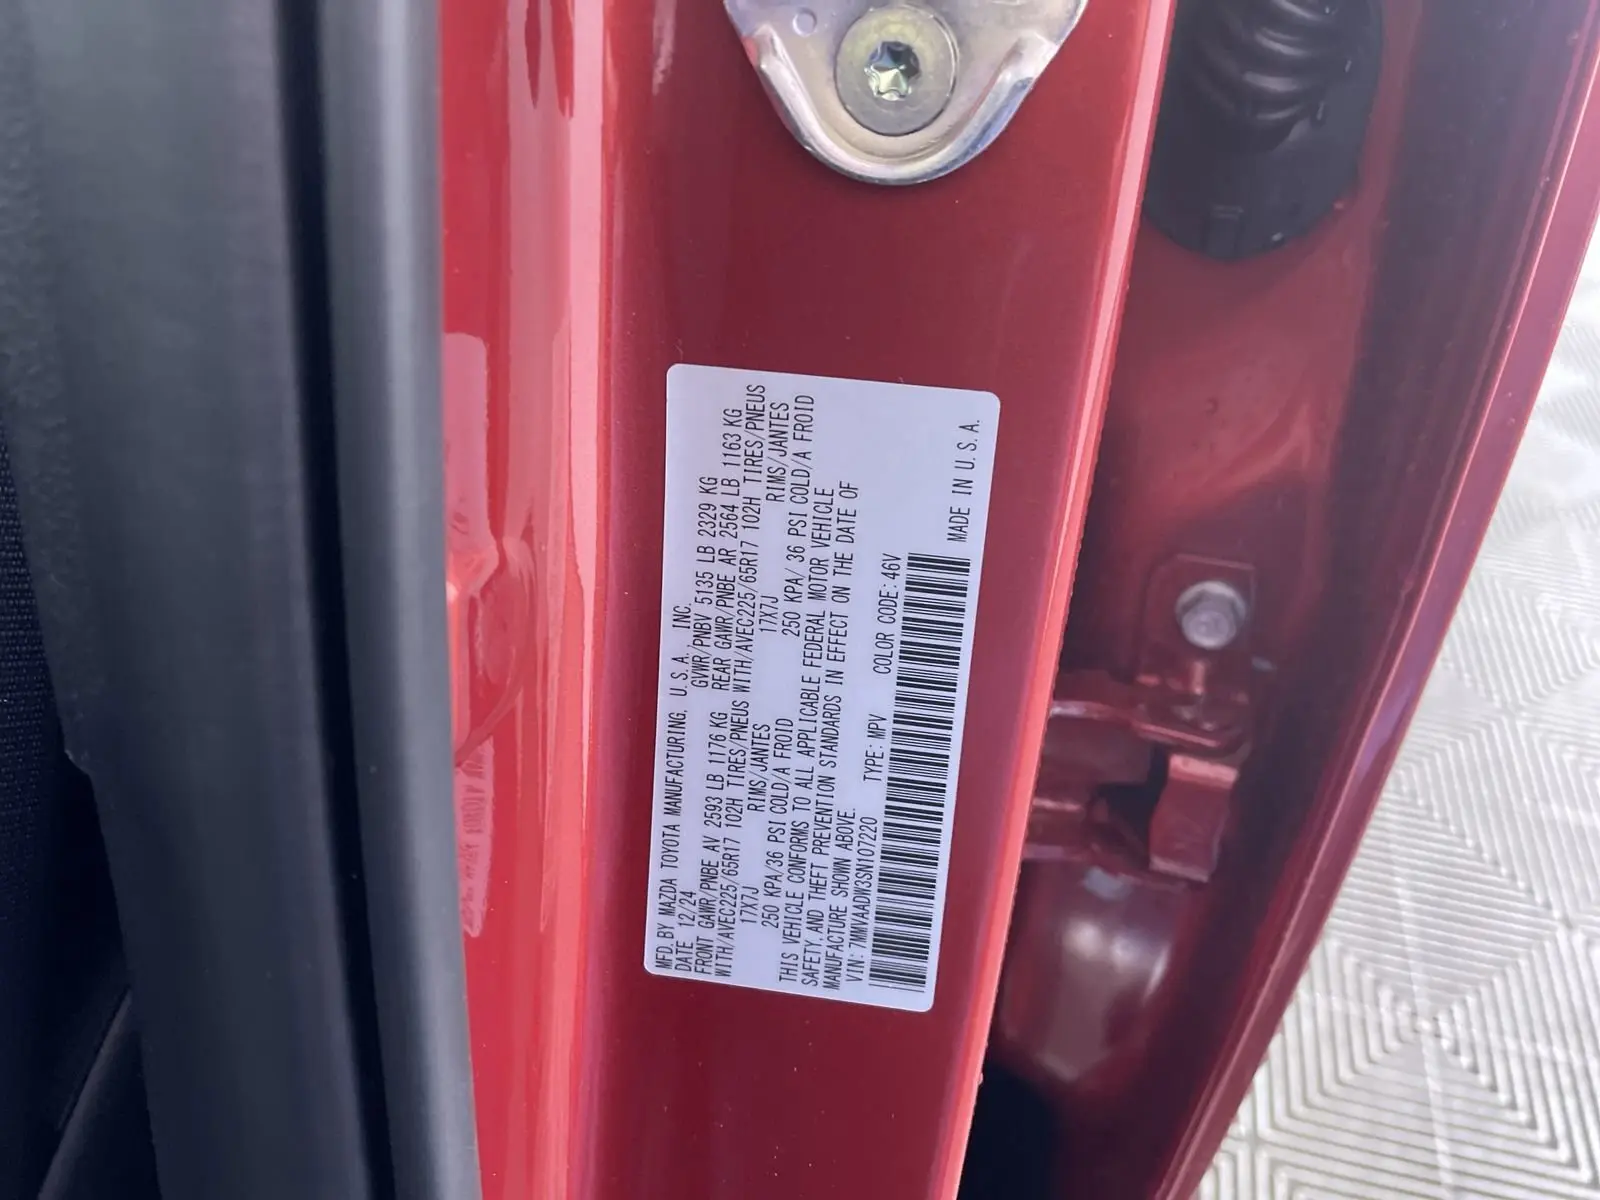 MFD. BY MAZDA TOYOTA MANUFACTURING, U.S.A., INC.
DATE 12/24 GVWR/PNBV 5135 LB 2329 KG
FRONT GAWR/PNBE AV 2593 LB 1176 KG REAR GAWR/PNBE AR 2564 LB 1163 KG
WITH/AVEC225/65R17 102H TIRES/PNEUS WITH/AVEC225/65R17 102H TIRES/PNEUS
17X7J RIMS/JANTES 17X7J RIMS/JANTES
250 KPA/36 PSI COLD/A FROID 250 KPA/ 36 PSI COLD/A FROID
THIS VEHICLE CONFORMS TO ALL APPLICABLE FEDERAL MOTOR VEHICLE
SAFETY, AND THEFT PREVENTION STANDARDS IN EFFECT ON THE DATE OF
MANUFACTURE SHOWN ABOVE.
VIN: 7MMVAADW3SN107220 TYPE: MPV COLOR CODE: 46V
MADE IN U.S.A.